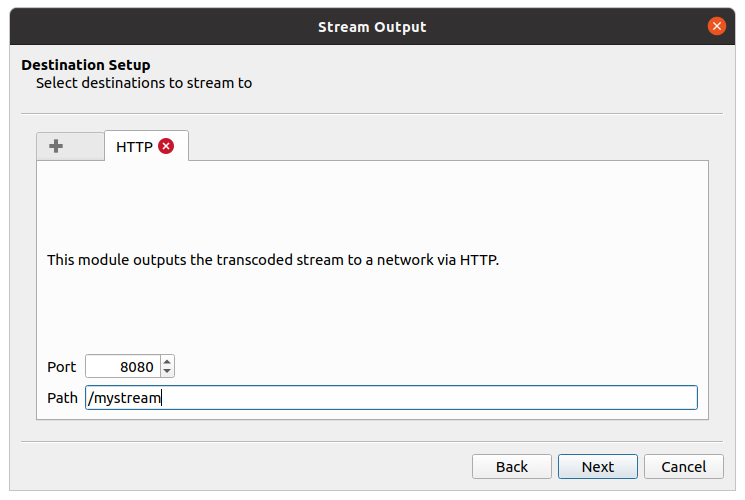 Stream Output
Destination Setup
Select destinations to stream to
HTTP
This module outputs the transcoded stream to a network via HTTP.
Port 8080
Path /mystream
Back Next Cancel